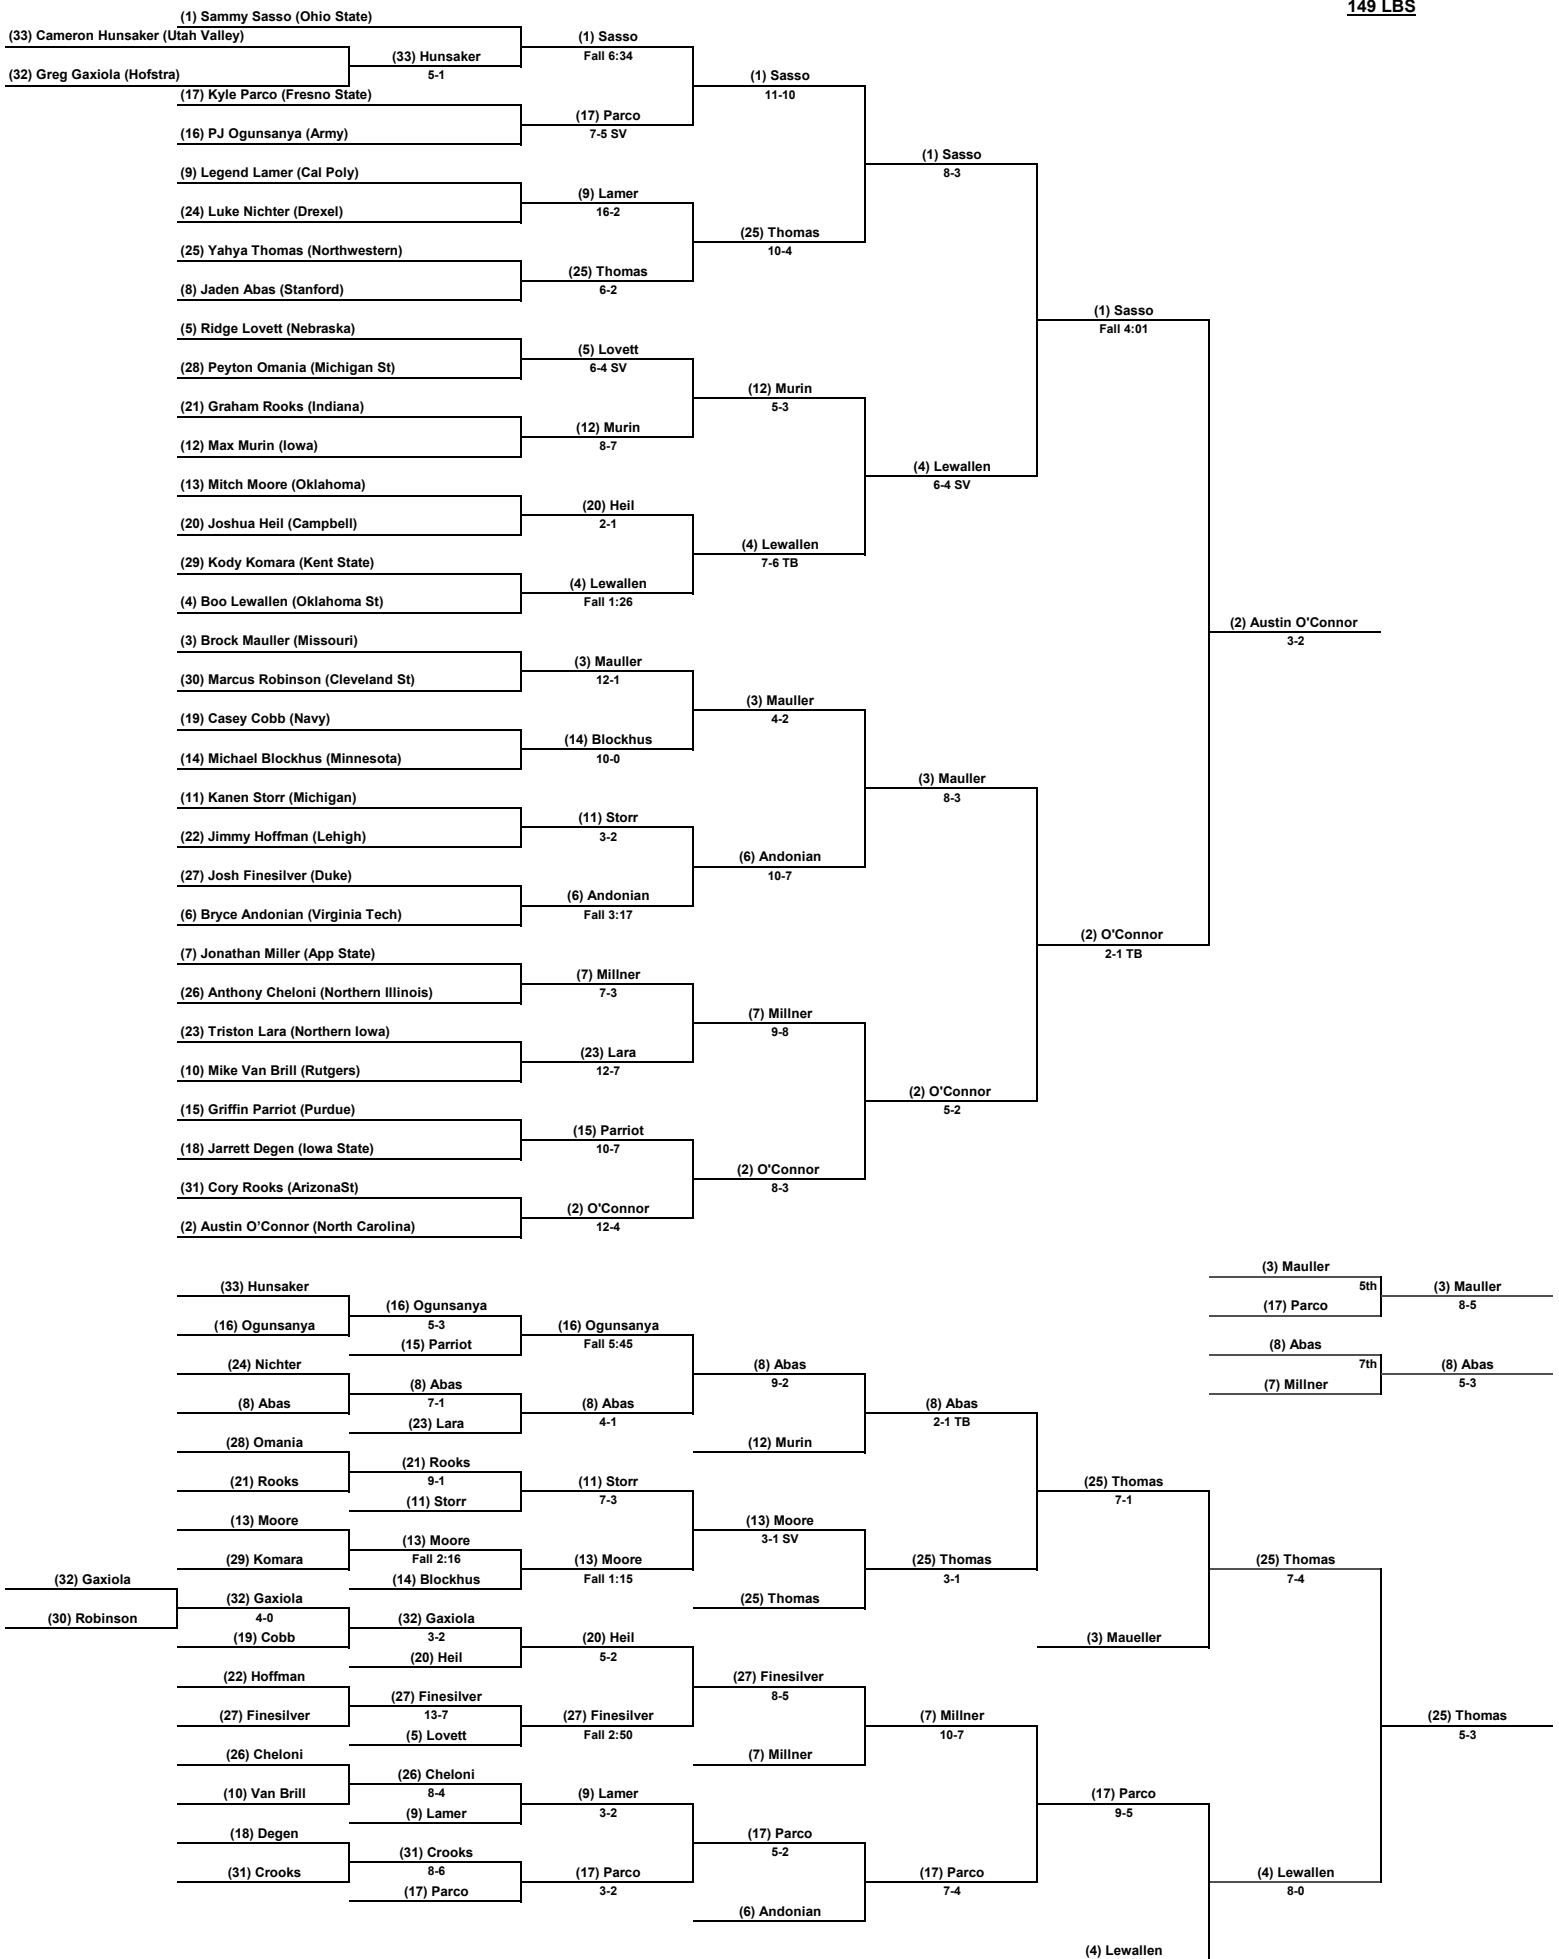 149 LBS
(1) Sammy Sasso (Ohio State)
(33) Cameron Hunsaker (Utah Valley)
(1) Sasso
(33) Hunsaker
Fall 6:34
(32) Greg Gaxiola (Hofstra)
5-1
(1) Sasso
(17) Kyle Parco (Fresno State)
11-10
(17) Parco
(16) PJ Ogunsanya (Army)
7-5 SV
(1) Sasso
(9) Legend Lamer (Cal Poly)
8-3
(9) Lamer
(24) Luke Nichter (Drexel)
16-2
(25) Thomas
(25) Yahya Thomas (Northwestern)
10-4
(25) Thomas
(8) Jaden Abas (Stanford)
6-2
(1) Sasso
(5) Ridge Lovett (Nebraska)
Fall 4:01
(5) Lovett
(28) Peyton Omania (Michigan St)
6-4 SV
(12) Murin
(21) Graham Rooks (Indiana)
5-3
(12) Murin
(12) Max Murin (Iowa)
8-7
(4) Lewallen
(13) Mitch Moore (Oklahoma)
6-4 SV
(20) Heil
(20) Joshua Heil (Campbell)
2-1
(4) Lewallen
(29) Kody Komara (Kent State)
7-6 TB
(4) Lewallen
(4) Boo Lewallen (Oklahoma St)
Fall 1:26
(2) Austin O'Connor
(3) Brock Mauller (Missouri)
3-2
(3) Mauller
(30) Marcus Robinson (Cleveland St)
12-1
(3) Mauller
(19) Casey Cobb (Navy)
4-2
(14) Blockhus
(14) Michael Blockhus (Minnesota)
10-0
(3) Mauller
(11) Kanen Storr (Michigan)
8-3
(11) Storr
(22) Jimmy Hoffman (Lehigh)
3-2
(6) Andonian
(27) Josh Finesilver (Duke)
10-7
(6) Andonian
(6) Bryce Andonian (Virginia Tech)
Fall 3:17
(2) O'Connor
(7) Jonathan Miller (App State)
2-1 TB
(7) Millner
(26) Anthony Cheloni (Northern Illinois)
7-3
(7) Millner
(23) Triston Lara (Northern Iowa)
9-8
(23) Lara
(10) Mike Van Brill (Rutgers)
12-7
(2) O'Connor
(15) Griffin Parriot (Purdue)
5-2
(15) Parriot
(18) Jarrett Degen (Iowa State)
10-7
(2) O'Connor
(31) Cory Rooks (ArizonaSt)
8-3
(2) O'Connor
(2) Austin O’Connor (North Carolina)
12-4
(3) Mauller
(33) Hunsaker
5th
(3) Mauller
(16) Ogunsanya
(17) Parco
8-5
(16) Ogunsanya
5-3
(16) Ogunsanya
(15) Parriot
Fall 5:45
(8) Abas
(24) Nichter
(8) Abas
7th
(8) Abas
(8) Abas
9-2
(7) Millner
5-3
(8) Abas
7-1
(8) Abas
(8) Abas
(23) Lara
4-1
2-1 TB
(28) Omania
(12) Murin
(21) Rooks
(21) Rooks
9-1
(11) Storr
(25) Thomas
(11) Storr
7-3
7-1
(13) Moore
(13) Moore
(13) Moore
3-1 SV
(29) Komara
Fall 2:16
(13) Moore
(25) Thomas
(25) Thomas
(32) Gaxiola
(14) Blockhus
Fall 1:15
3-1
7-4
(32) Gaxiola
(25) Thomas
(30) Robinson
4-0
(32) Gaxiola
(19) Cobb
3-2
(20) Heil
(3) Maueller
(20) Heil
5-2
(22) Hoffman
(27) Finesilver
(27) Finesilver
8-5
(27) Finesilver
13-7
(27) Finesilver
(7) Millner
(25) Thomas
(5) Lovett
Fall 2:50
10-7
5-3
(26) Cheloni
(7) Millner
(26) Cheloni
(10) Van Brill
8-4
(9) Lamer
(17) Parco
(9) Lamer
3-2
9-5
(18) Degen
(17) Parco
(31) Crooks
5-2
(31) Crooks
8-6
(17) Parco
(17) Parco
(4) Lewallen
(17) Parco
3-2
7-4
8-0
(6) Andonian
(4) Lewallen